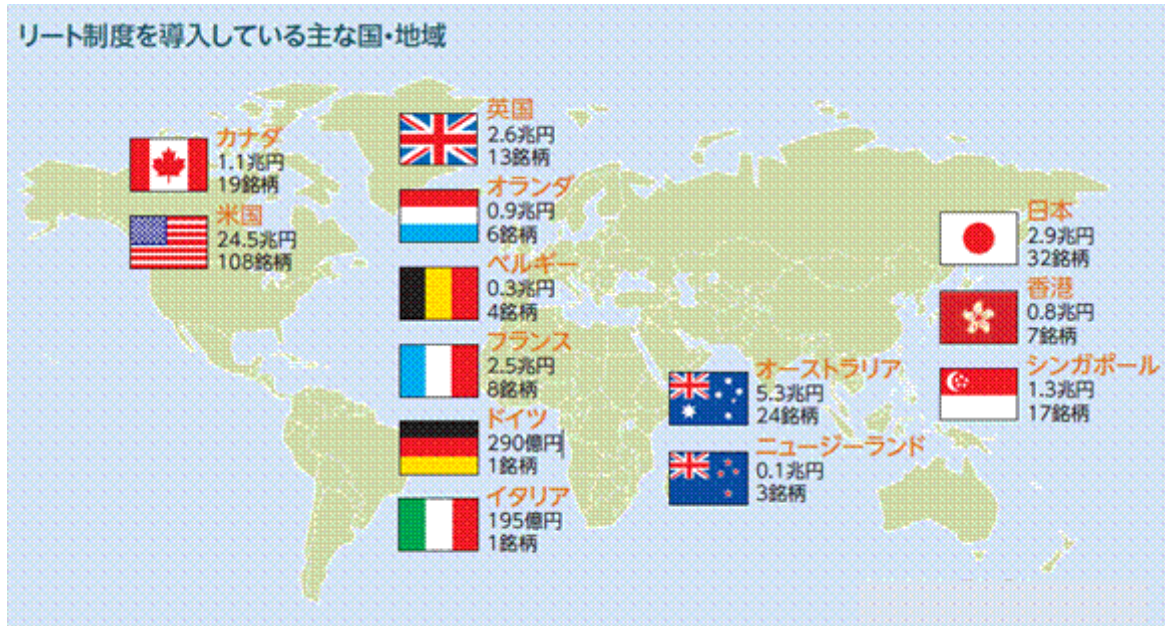 リート制度を導入している主な国・地域
カナダ
1.1兆円
19銘柄
米国
24.5兆円
108銘柄
英国
2.6兆円
13銘柄
オランダ
0.9兆円
6銘柄
ベルギー
0.3兆円
4銘柄
フランス
2.5兆円
8銘柄
ドイツ
290億円
1銘柄
イタリア
195億円
1銘柄
オーストラリア
5.3兆円
24銘柄
ニュージーランド
0.1兆円
3銘柄
日本
2.9兆円
32銘柄
香港
0.8兆円
7銘柄
シンガポール
1.3兆円
17銘柄